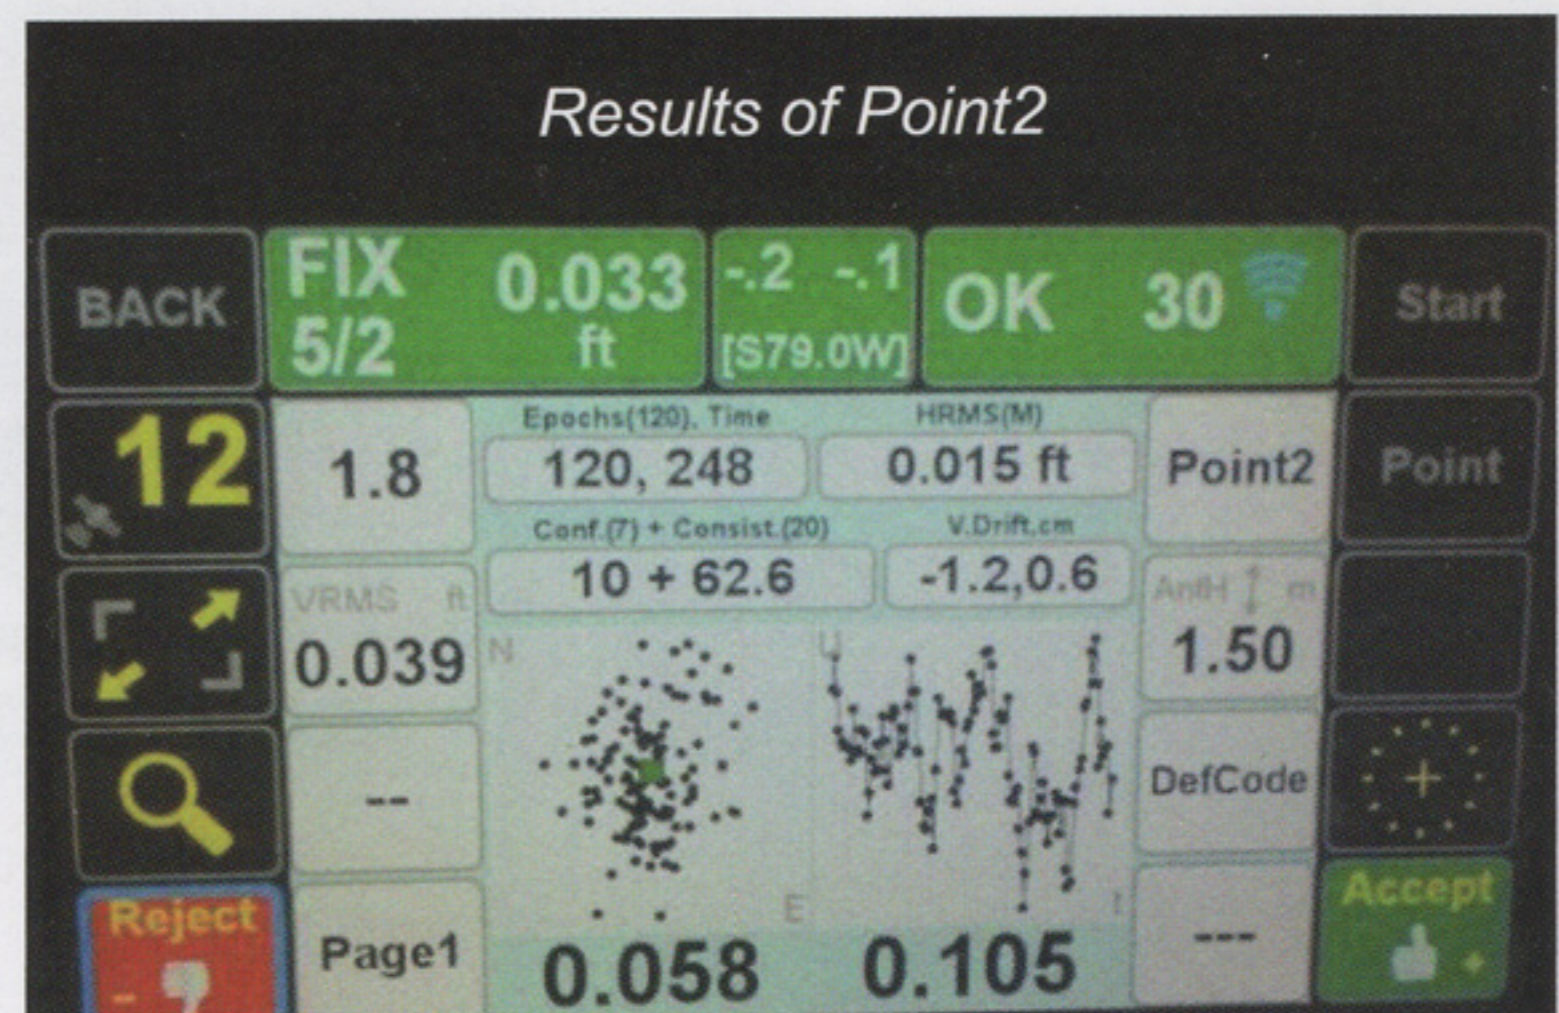 Results of Point2
BACK
FIX 0.033
5/2 ft
-.2 -.1
[S79.0W]
OK 30
Start
12
1.8
Epochs(120), Time
120, 248
HRMS(M)
0.015 ft
Point2
Point
Conf.(7) + Consist.(20)
10 + 62.6
V.Drift,cm
-1.2,0.6
VRMS ft
0.039
N
U
AntH m
1.50
--
DefCode
E
t
Reject
-
Page1
0.058
0.105
---
Accept
+